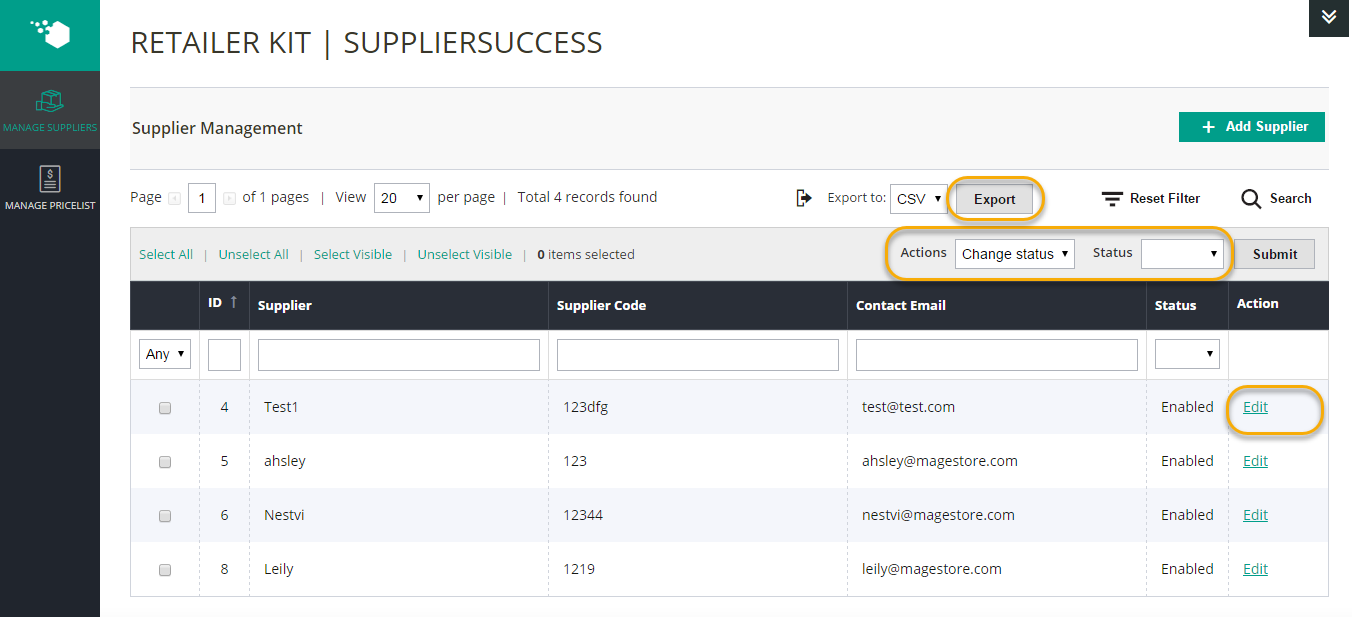 RETAILER KIT | SUPPLIERSUCCESS
MANAGE SUPPLIERS
MANAGE PRICELIST
Supplier Management
+ Add Supplier
Page 1 of 1 pages | View 20 per page | Total 4 records found Export to: CSV Export Reset Filter Search
Select All | Unselect All | Select Visible | Unselect Visible | 0 items selected Actions Change status Status Submit
ID ↑ Supplier Supplier Code Contact Email Status Action
Any
4 Test1 123dfg test@test.com Enabled Edit
5 ahsley 123 ahsley@magestore.com Enabled Edit
6 Nestvi 12344 nestvi@magestore.com Enabled Edit
8 Leily 1219 leily@magestore.com Enabled Edit